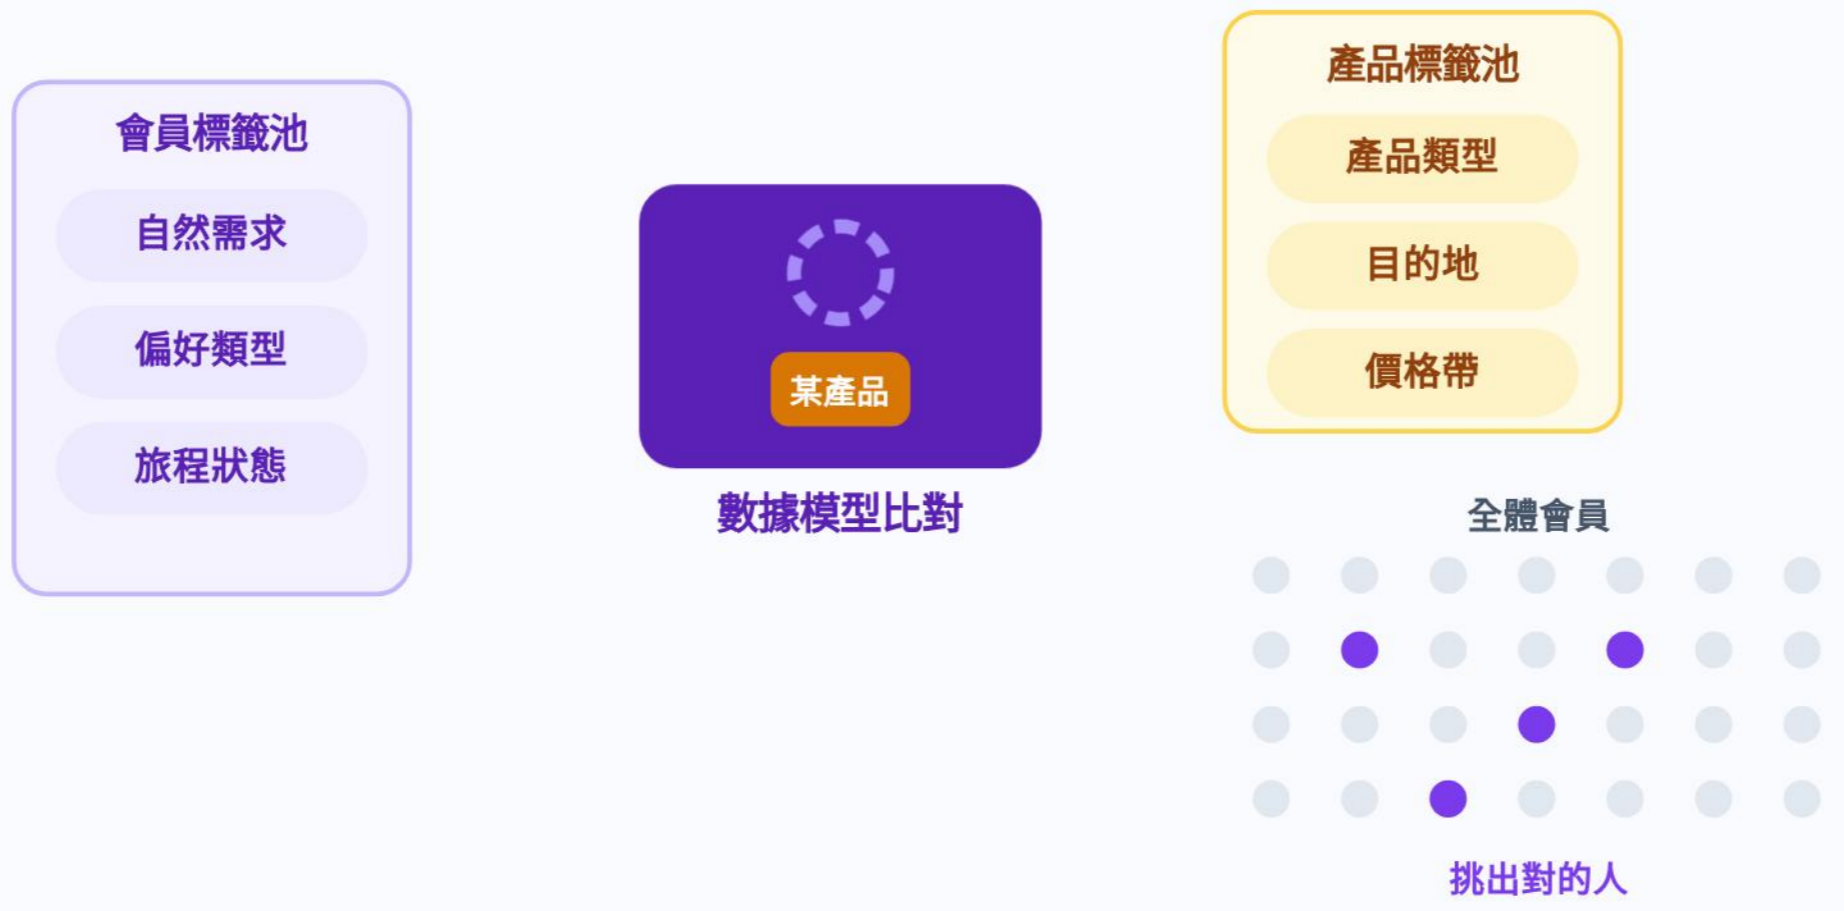 會員標籤池
自然需求
偏好類型
旅程狀態
某產品
數據模型比對
產品標籤池
產品類型
目的地
價格帶
全體會員
挑出對的人